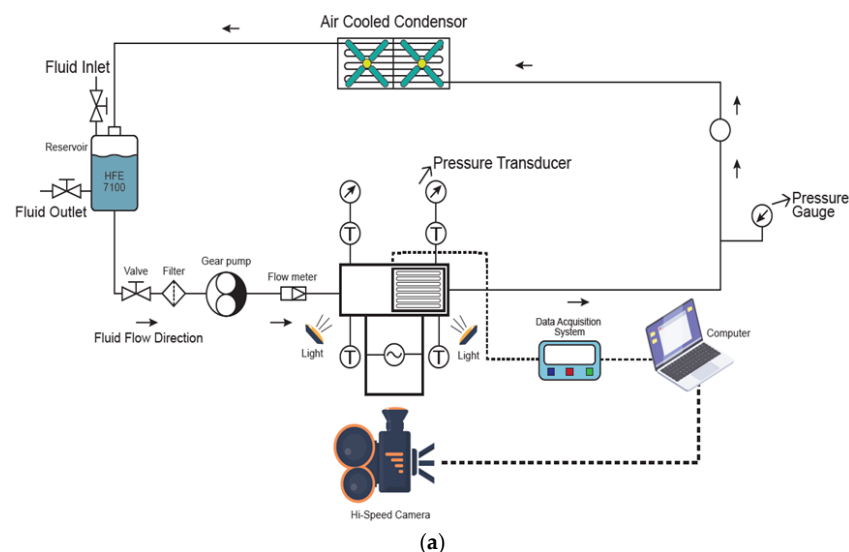 Air Cooled Condensor
Fluid Inlet
Reservoir
HFE
7100
Fluid Outlet
Pressure Transducer
Pressure
Gauge
T
T
Valve
Filter
Gear pump
Flow meter
Fluid Flow Direction
Light
T
T
Light
Data Acquisition
System
Computer
Hi-Speed Camera
(a)